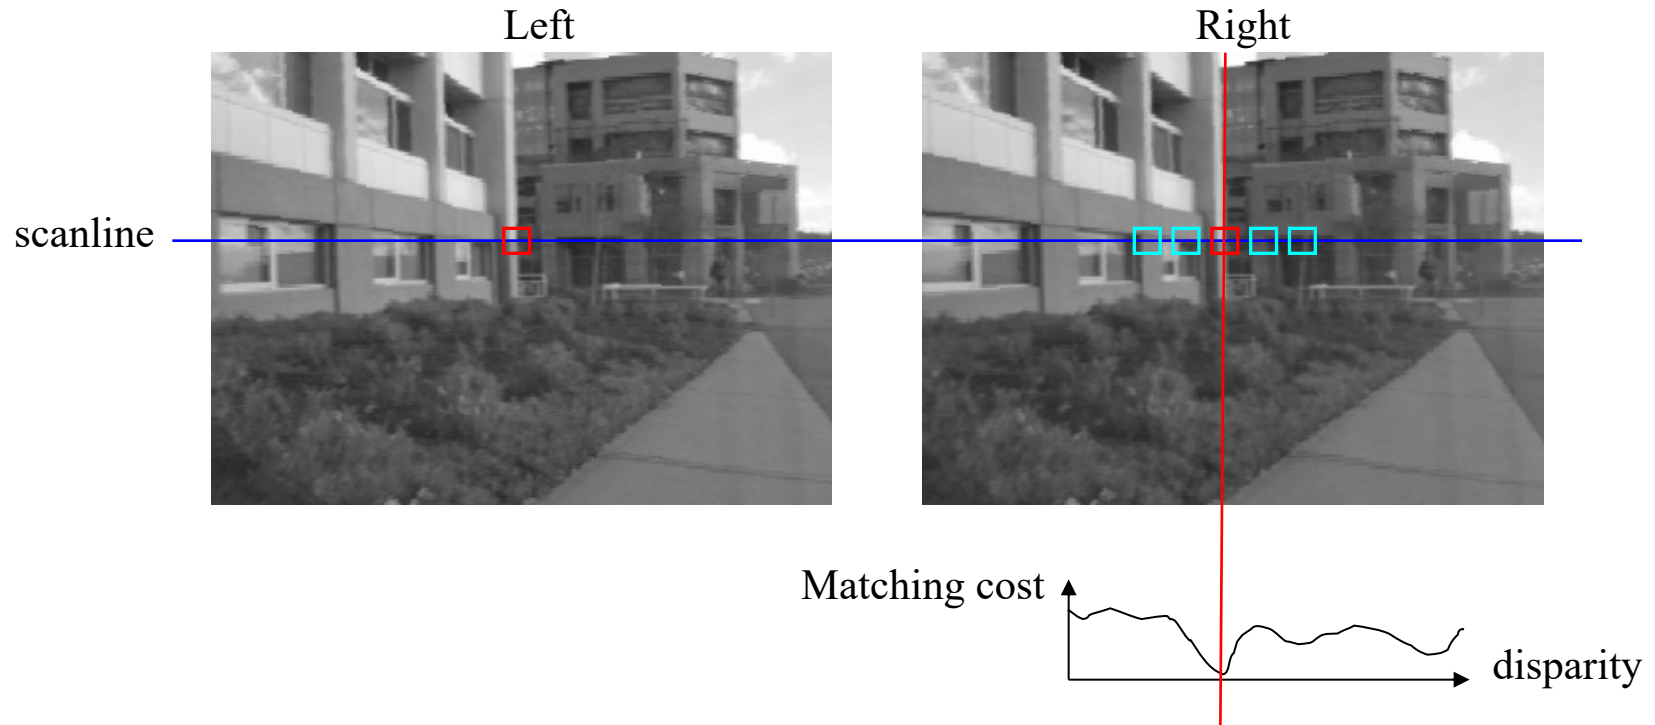 Left
Right
scanline
Matching cost
disparity